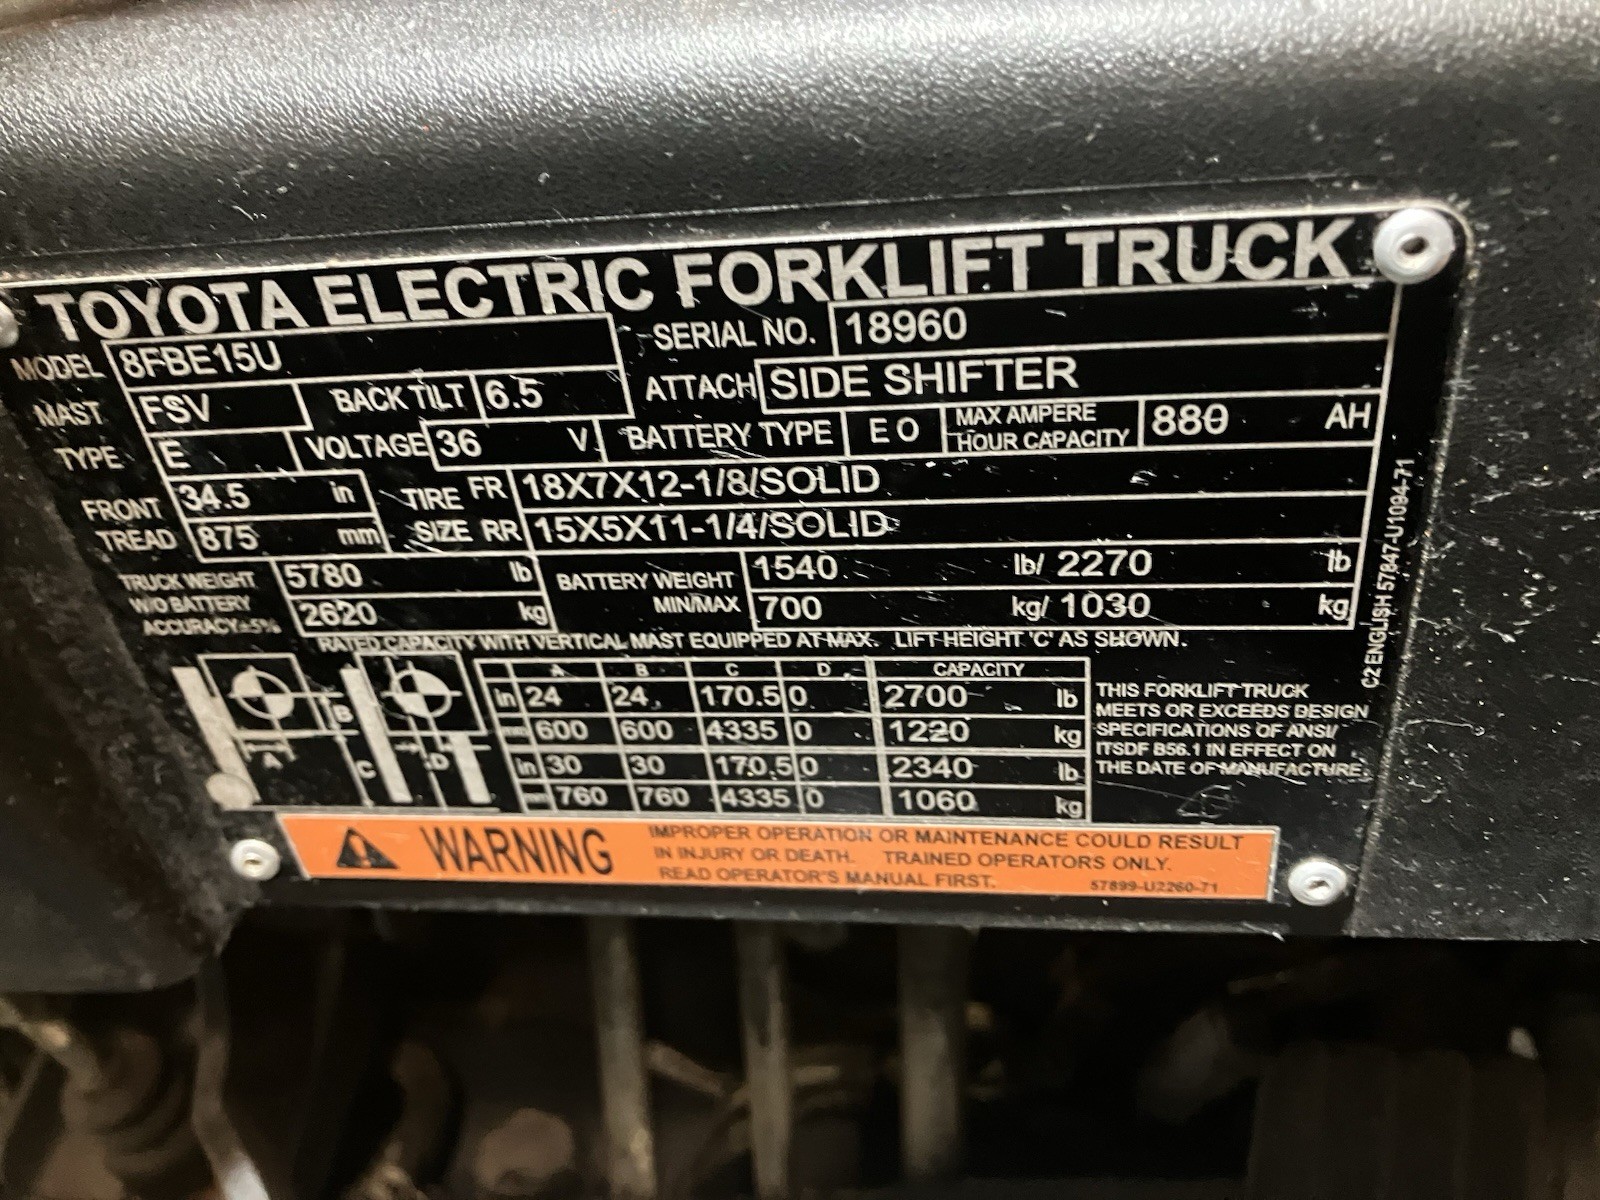 TOYOTA ELECTRIC FORKLIFT TRUCK
MODEL 8FBE15U SERIAL NO. 18960
MAST FSV BACK TILT 6.5 ATTACH SIDE SHIFTER
TYPE E VOLTAGE 36 V BATTERY TYPE E O MAX AMPERE HOUR CAPACITY 880 AH
FRONT TREAD 34.5 in TIRE SIZE FR 18X7X12-1/8/SOLID
875 mm RR 15X5X11-1/4/SOLID
TRUCK WEIGHT 5780 lb BATTERY WEIGHT 1540 lb/ 2270 lb
W/O BATTERY 2620 kg MIN/MAX 700 kg/ 1030 kg
ACCURACY±5%
RATED CAPACITY WITH VERTICAL MAST EQUIPPED AT MAX. LIFT HEIGHT 'C' AS SHOWN.
A B C D CAPACITY
in 24 24 170.5 0 2700 lb
mm 600 600 4335 0 1220 kg
in 30 30 170.5 0 2340 lb
mm 760 760 4335 0 1060 kg
A B C D
THIS FORKLIFT TRUCK
MEETS OR EXCEEDS DESIGN
SPECIFICATIONS OF ANSI/
ITSDF B56.1 IN EFFECT ON
THE DATE OF MANUFACTURE.
C2 ENGLISH 57847-U1094-71
WARNING
IMPROPER OPERATION OR MAINTENANCE COULD RESULT
IN INJURY OR DEATH. TRAINED OPERATORS ONLY.
READ OPERATOR'S MANUAL FIRST. 57899-U2260-71